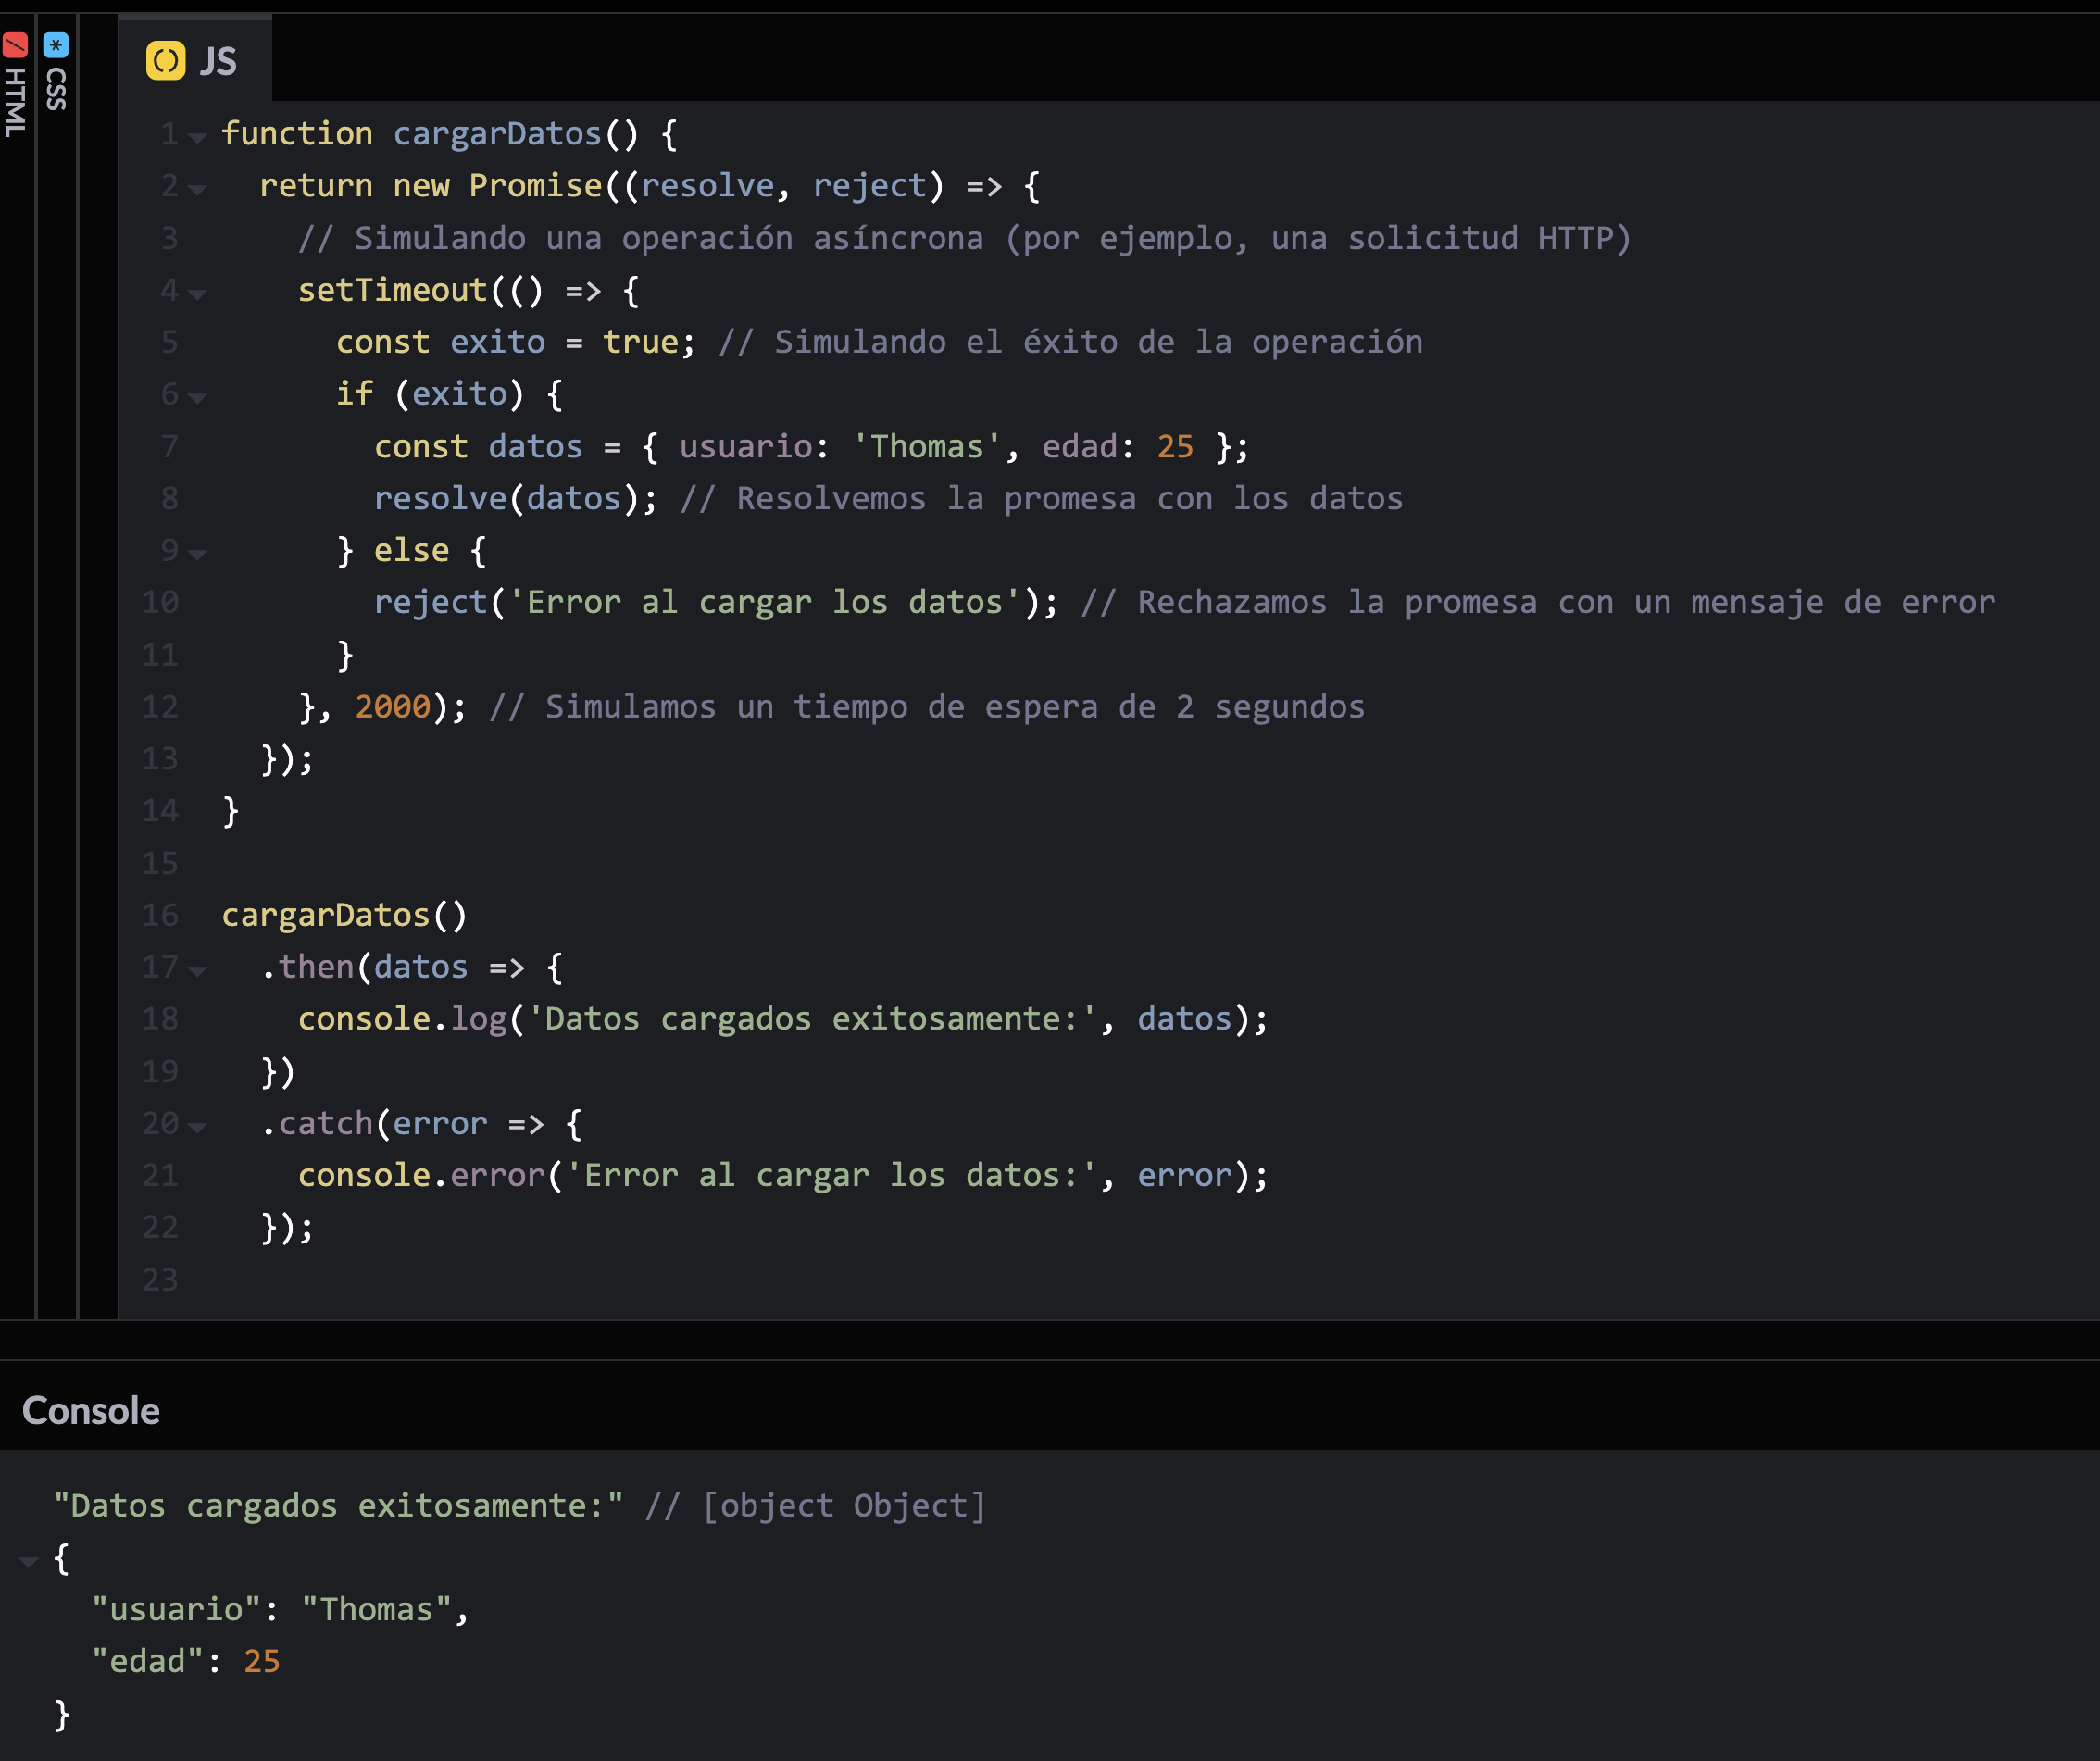 HTML
CSS
JS
1 function cargarDatos() {
2   return new Promise((resolve, reject) => {
3     // Simulando una operación asíncrona (por ejemplo, una solicitud HTTP)
4     setTimeout(() => {
5       const exito = true; // Simulando el éxito de la operación
6       if (exito) {
7         const datos = { usuario: 'Thomas', edad: 25 };
8         resolve(datos); // Resolvemos la promesa con los datos
9       } else {
10         reject('Error al cargar los datos'); // Rechazamos la promesa con un mensaje de error
11       }
12     }, 2000); // Simulamos un tiempo de espera de 2 segundos
13   });
14 }
15
16 cargarDatos()
17   .then(datos => {
18     console.log('Datos cargados exitosamente:', datos);
19   })
20   .catch(error => {
21     console.error('Error al cargar los datos:', error);
22   });
23
Console
"Datos cargados exitosamente:" // [object Object]
{
  "usuario": "Thomas",
  "edad": 25
}